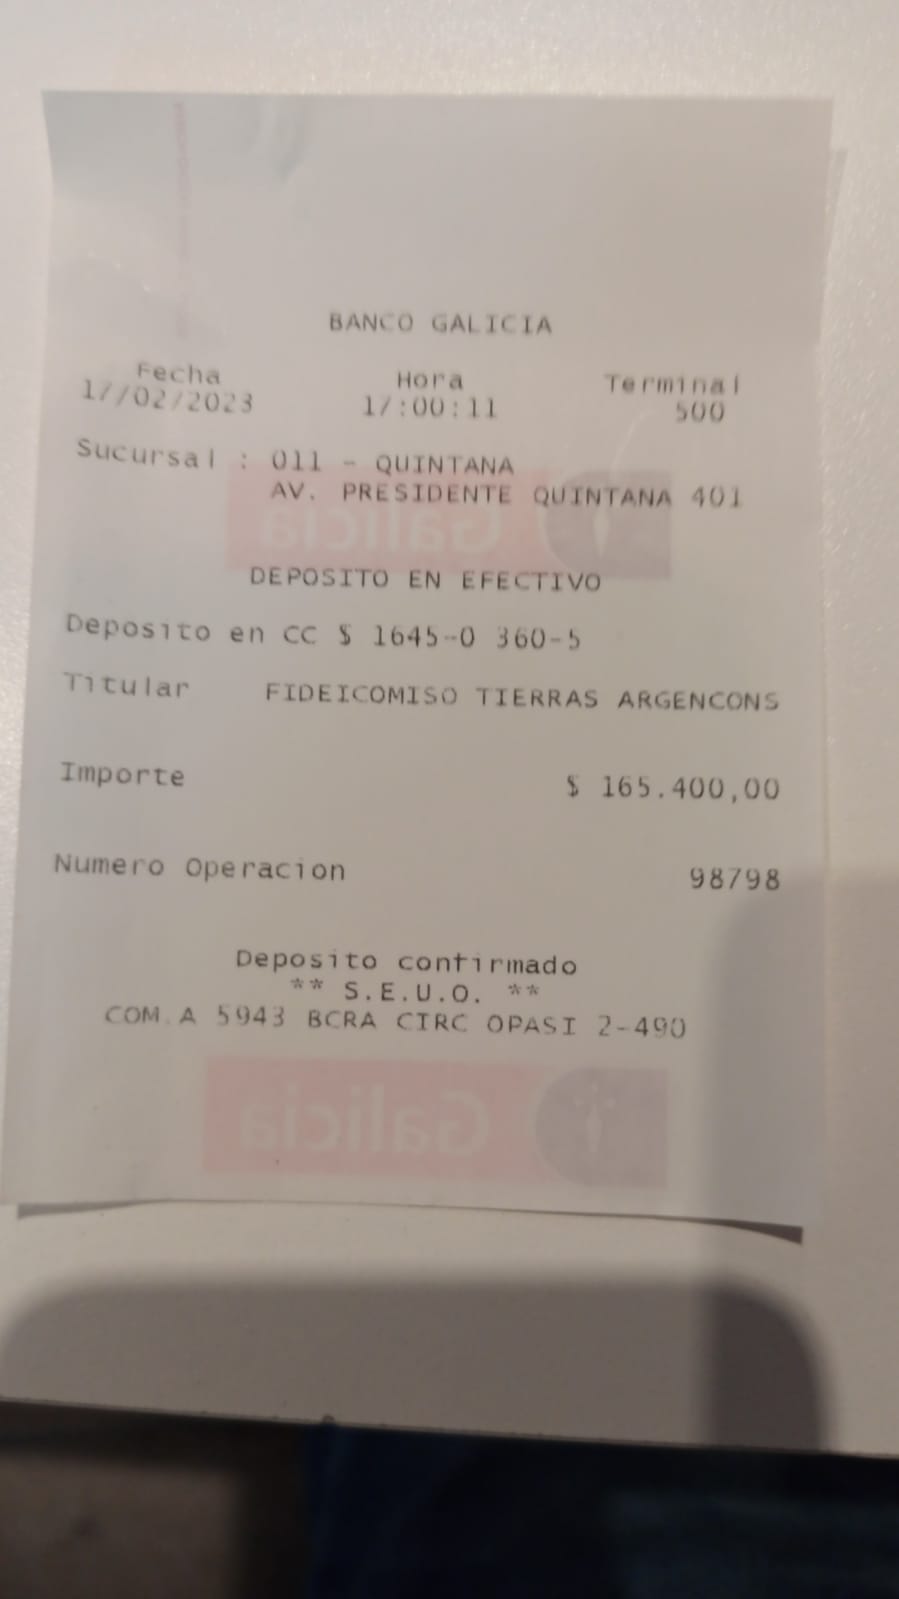 BANCO GALICIA
Fecha Hora Terminal
17/02/2023 17:00:11 500
Sucursal : 011 - QUINTANA
AV. PRESIDENTE QUINTANA 401
Galicia
DEPOSITO EN EFECTIVO
Deposito en CC $ 1645-0 360-5
Titular FIDEICOMISO TIERRAS ARGENCONS
Importe $ 165.400,00
Numero Operacion 98798
Deposito confirmado
** S.E.U.O. **
COM.A 5943 BCRA CIRC OPASI 2-490
Galicia